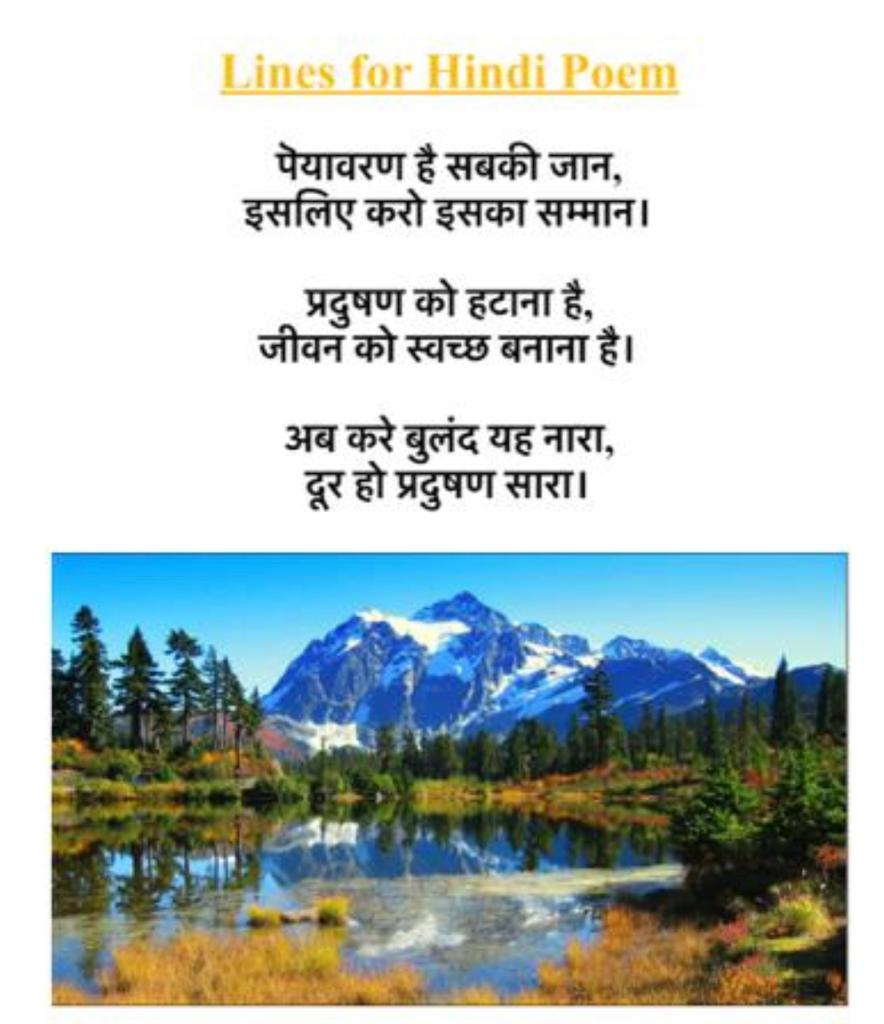 Lines for Hindi Poem
पॆयावरण है सबकी जान,
इसलिए करो इसका सम्मान।
प्रदुषण को हटाना है,
जीवन को स्वच्छ बनाना है।
अब करे बुलंद यह नारा,
दूर हो प्रदुषण सारा।